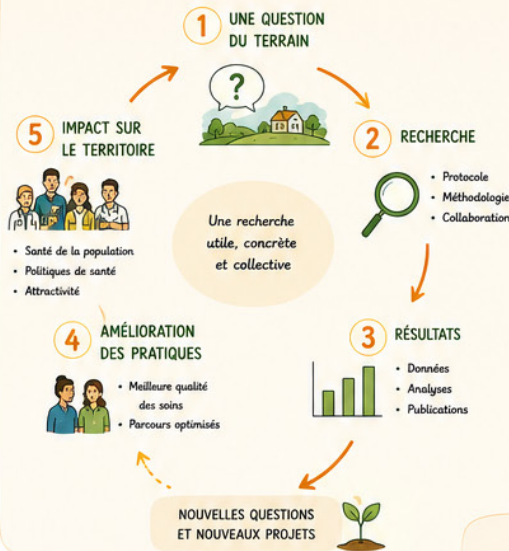 1 UNE QUESTION
DU TERRAIN
?
2 RECHERCHE
• Protocole
• Méthodologie
• Collaboration
3 RÉSULTATS
• Données
• Analyses
• Publications
NOUVELLES QUESTIONS
ET NOUVEAUX PROJETS
4 AMÉLIORATION
DES PRATIQUES
• Meilleure qualité
des soins
• Parcours optimisés
5 IMPACT SUR
LE TERRITOIRE
• Santé de la population
• Politiques de santé
• Attractivité
Une recherche
utile, concrète
et collective